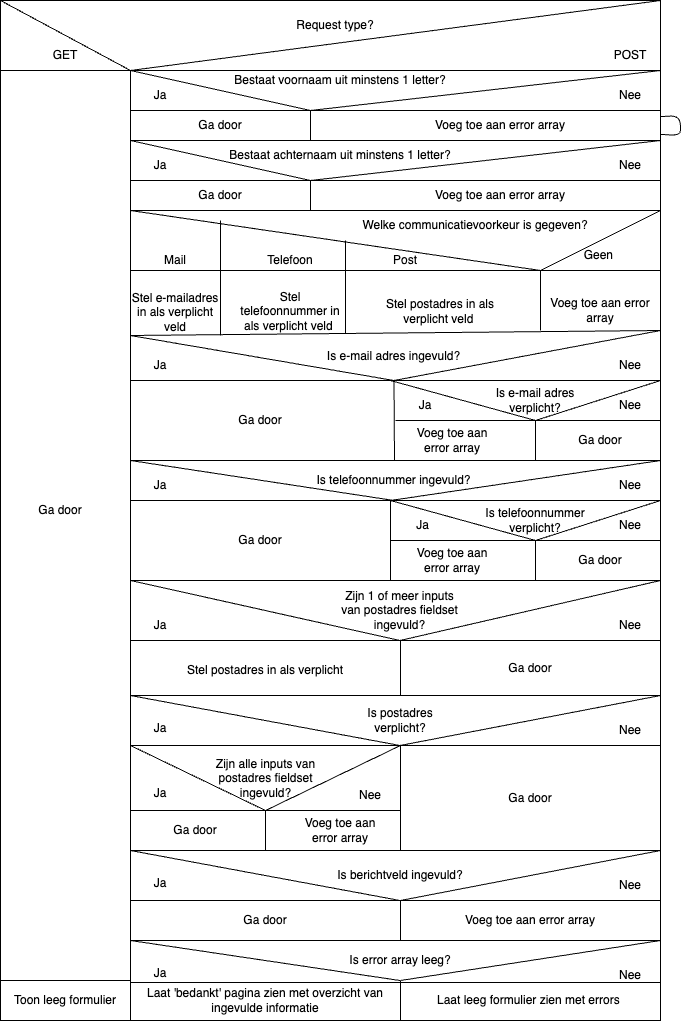 Request type?
GET
POST
Bestaat voornaam uit minstens 1 letter?
Ja
Nee
Ga door
Voeg toe aan error array
Bestaat achternaam uit minstens 1 letter?
Ja
Nee
Ga door
Voeg toe aan error array
Welke communicatievoorkeur is gegeven?
Mail
Telefoon
Post
Geen
Stel e-mailadres
in als verplicht
veld
Stel
telefoonnummer in
als verplicht veld
Stel postadres in als
verplicht veld
Voeg toe aan error
array
Is e-mail adres ingevuld?
Ja
Nee
Ga door
Is e-mail adres
verplicht?
Ja
Nee
Voeg toe aan
error array
Ga door
Is telefoonnummer ingevuld?
Ja
Nee
Ga door
Ga door
Is telefoonnummer
verplicht?
Ja
Nee
Voeg toe aan
error array
Ga door
Zijn 1 of meer inputs
van postadres fieldset
ingevuld?
Ja
Nee
Stel postadres in als verplicht
Ga door
Is postadres
verplicht?
Ja
Nee
Zijn alle inputs van
postadres fieldset
ingevuld?
Ja
Nee
Ga door
Ga door
Voeg toe aan
error array
Is berichtveld ingevuld?
Ja
Nee
Ga door
Voeg toe aan error array
Is error array leeg?
Ja
Nee
Toon leeg formulier
Laat 'bedankt' pagina zien met overzicht van
ingevulde informatie
Laat leeg formulier zien met errors